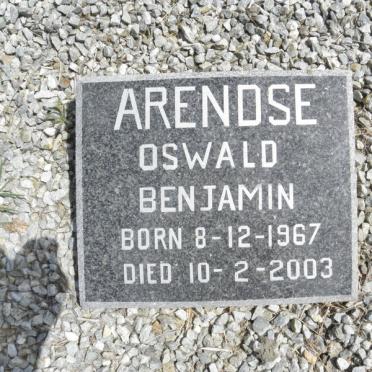 ARENDSE
OSWALD
BENJAMIN
BORN 8-12-1967
DIED 10-2-2003